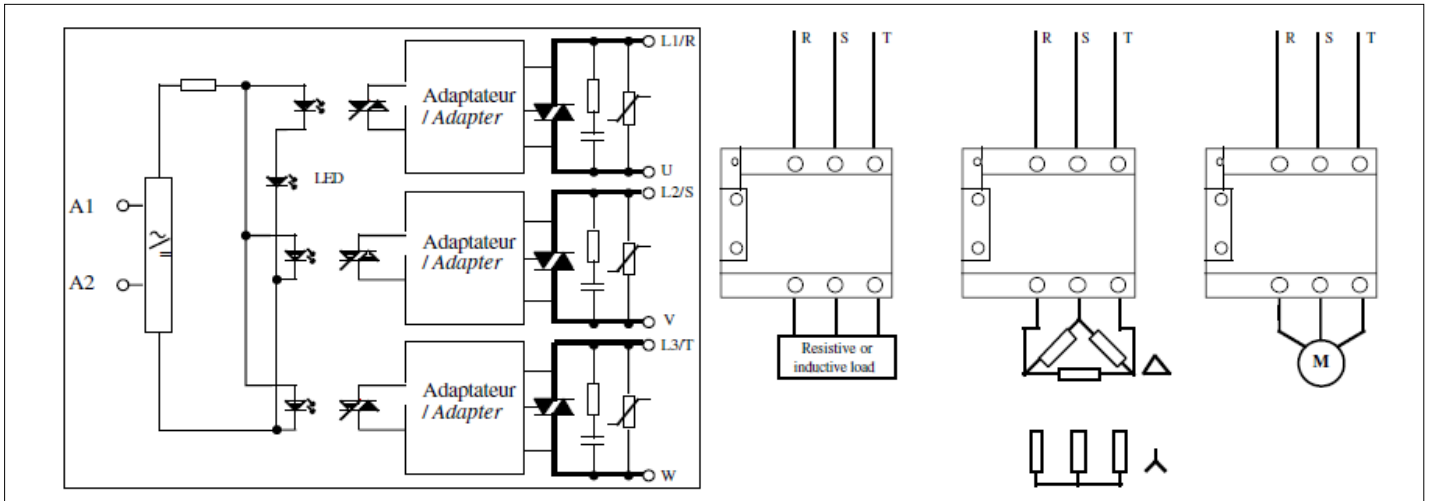 L1/R
Adaptateur
/ Adapter
U
LED
A1
A2
L2/S
Adaptateur
/ Adapter
V
L3/T
Adaptateur
/ Adapter
W
R S T
Resistive or
inductive load
R S T
R S T
M